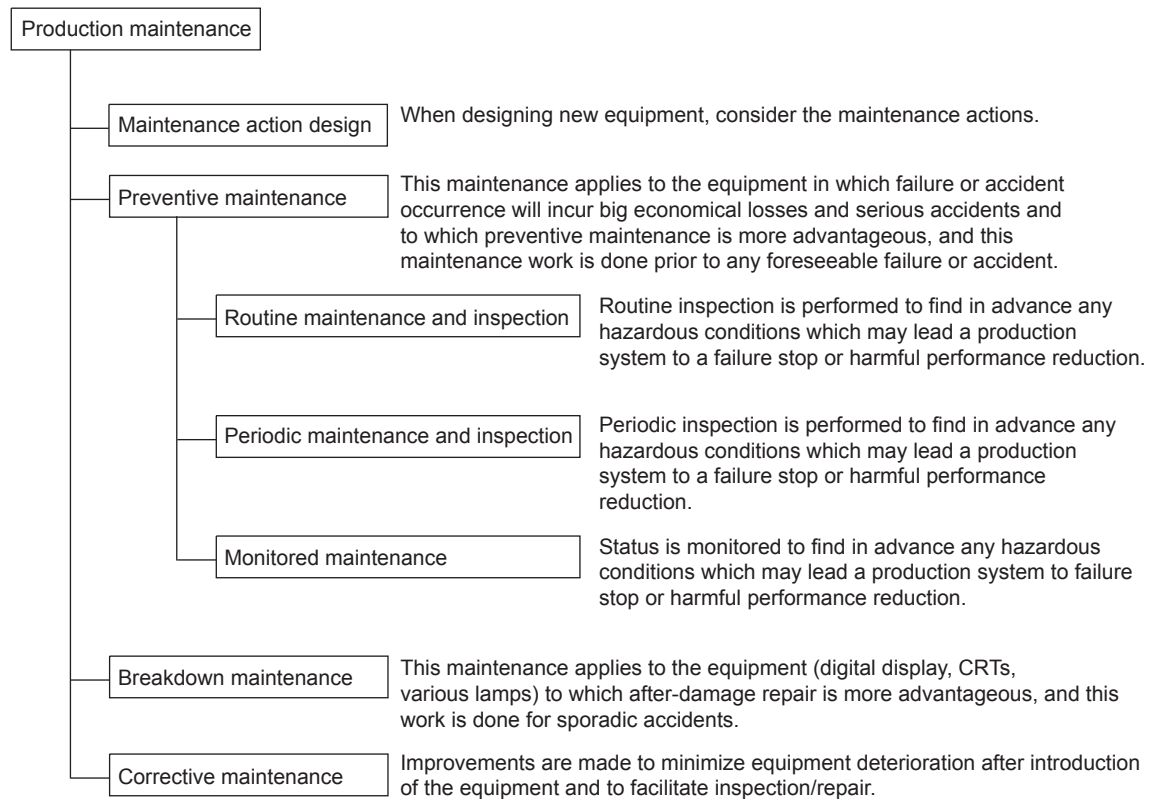 Production maintenance
Maintenance action design
When designing new equipment, consider the maintenance actions.
Preventive maintenance
This maintenance applies to the equipment in which failure or accident
occurrence will incur big economical losses and serious accidents and
to which preventive maintenance is more advantageous, and this
maintenance work is done prior to any foreseeable failure or accident.
Routine maintenance and inspection
Routine inspection is performed to find in advance any
hazardous conditions which may lead a production
system to a failure stop or harmful performance reduction.
Periodic maintenance and inspection
Periodic inspection is performed to find in advance any
hazardous conditions which may lead a production
system to a failure stop or harmful performance
reduction.
Monitored maintenance
Status is monitored to find in advance any hazardous
conditions which may lead a production system to failure
stop or harmful performance reduction.
Breakdown maintenance
This maintenance applies to the equipment (digital display, CRTs,
various lamps) to which after-damage repair is more advantageous, and this
work is done for sporadic accidents.
Corrective maintenance
Improvements are made to minimize equipment deterioration after introduction
of the equipment and to facilitate inspection/repair.